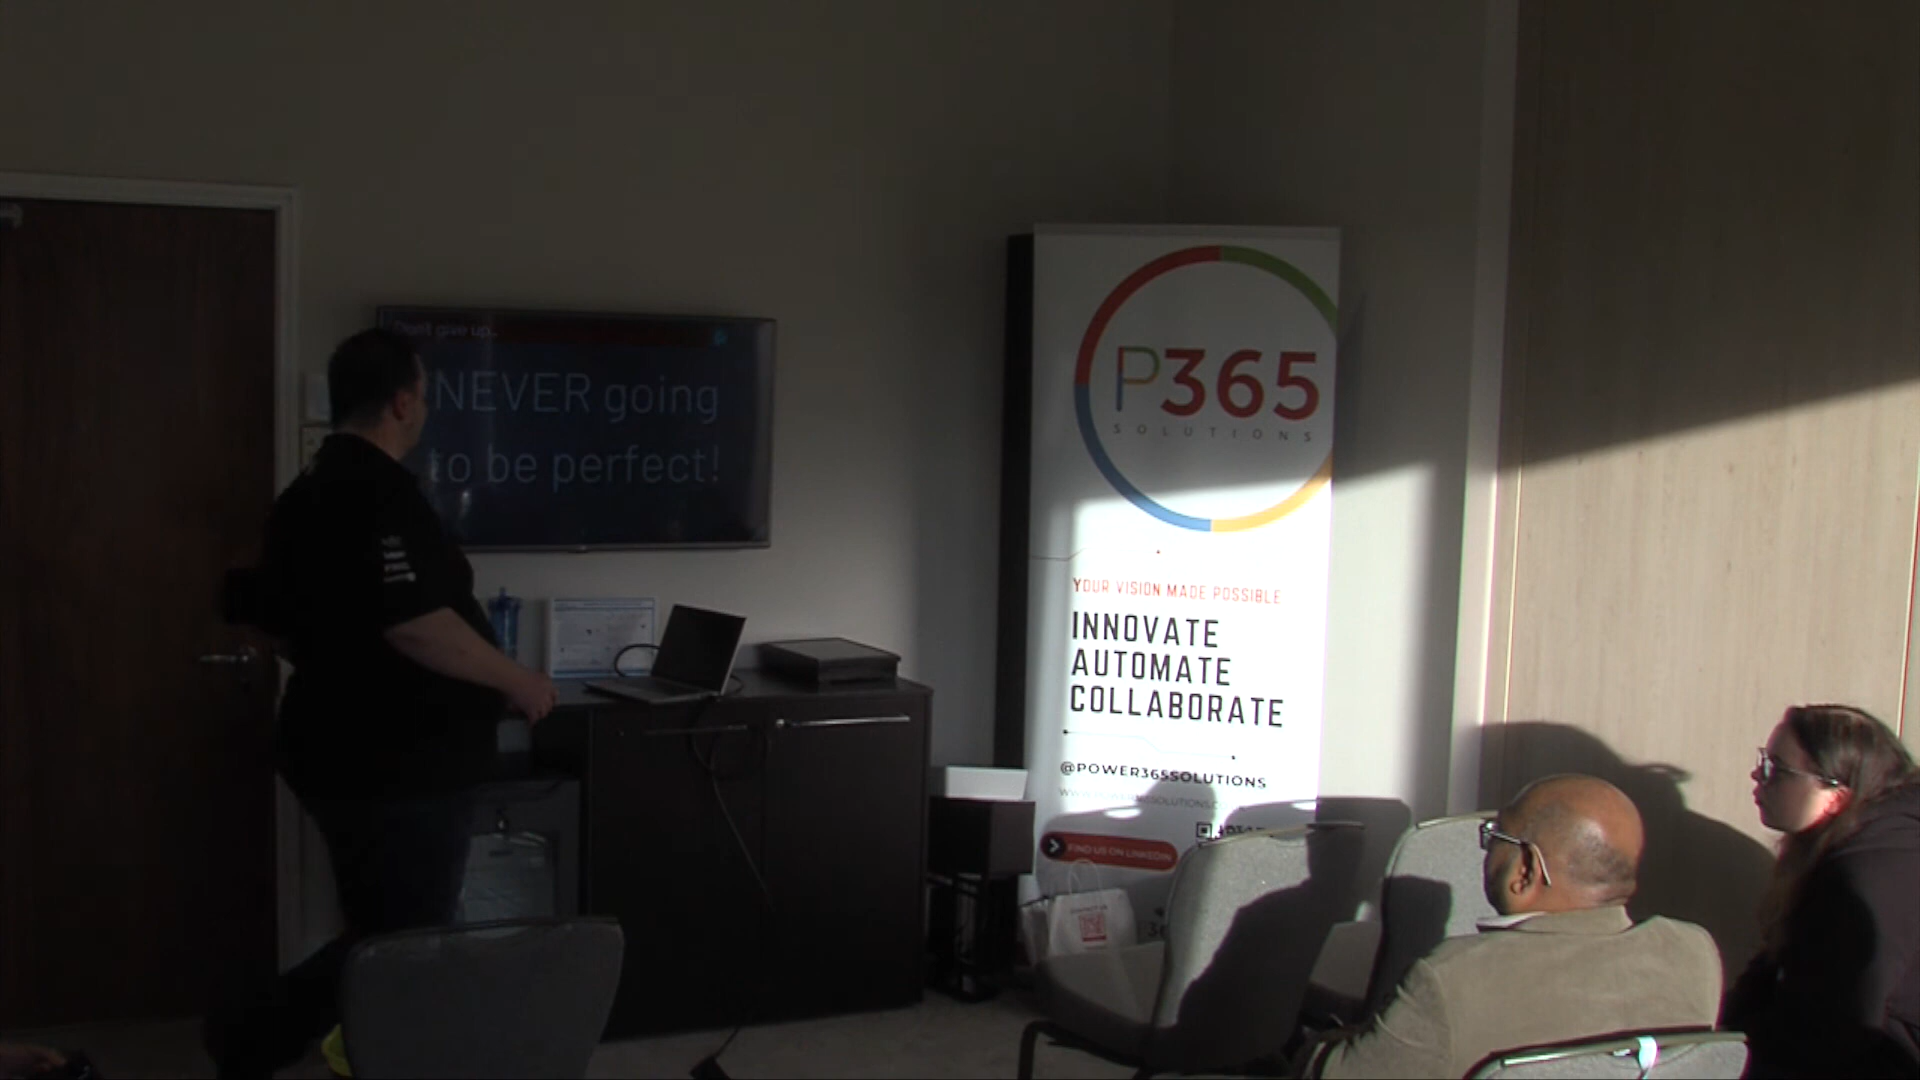 Dont give up..
NEVER going
to be perfect!
P365
SOLUTIONS
YOUR VISION MADE POSSIBLE
INNOVATE
AUTOMATE
COLLABORATE
@POWER365SOLUTIONS
FIND US ON LINKEDIN